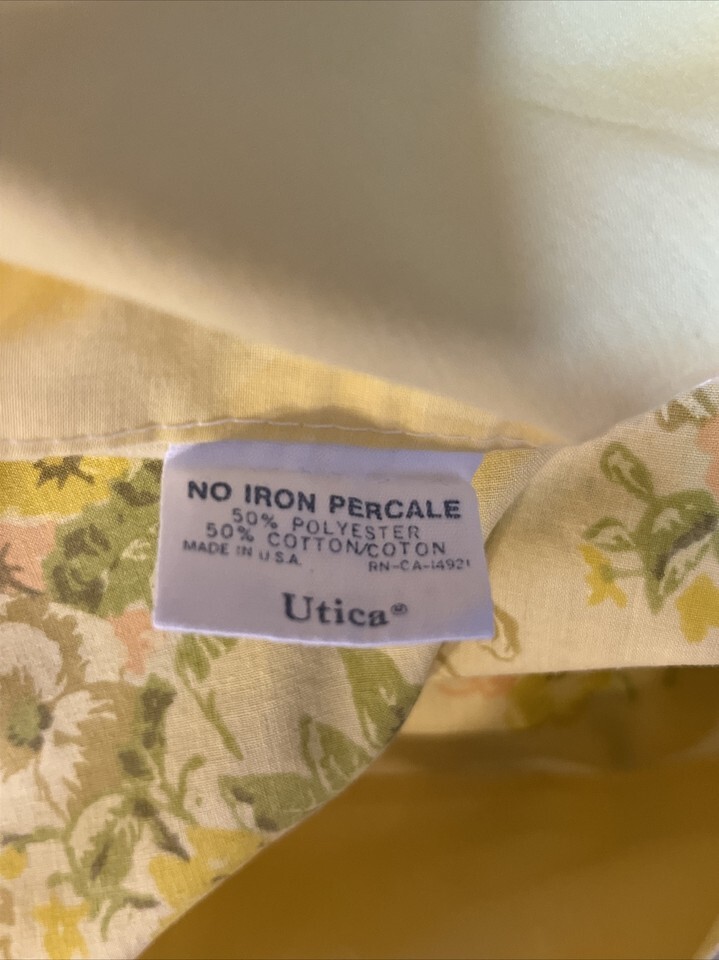 NO IRON PERCALE
50% POLYESTER
50% COTTON/COTON
MADE IN U.S.A. RN-CA-14921
Utica®